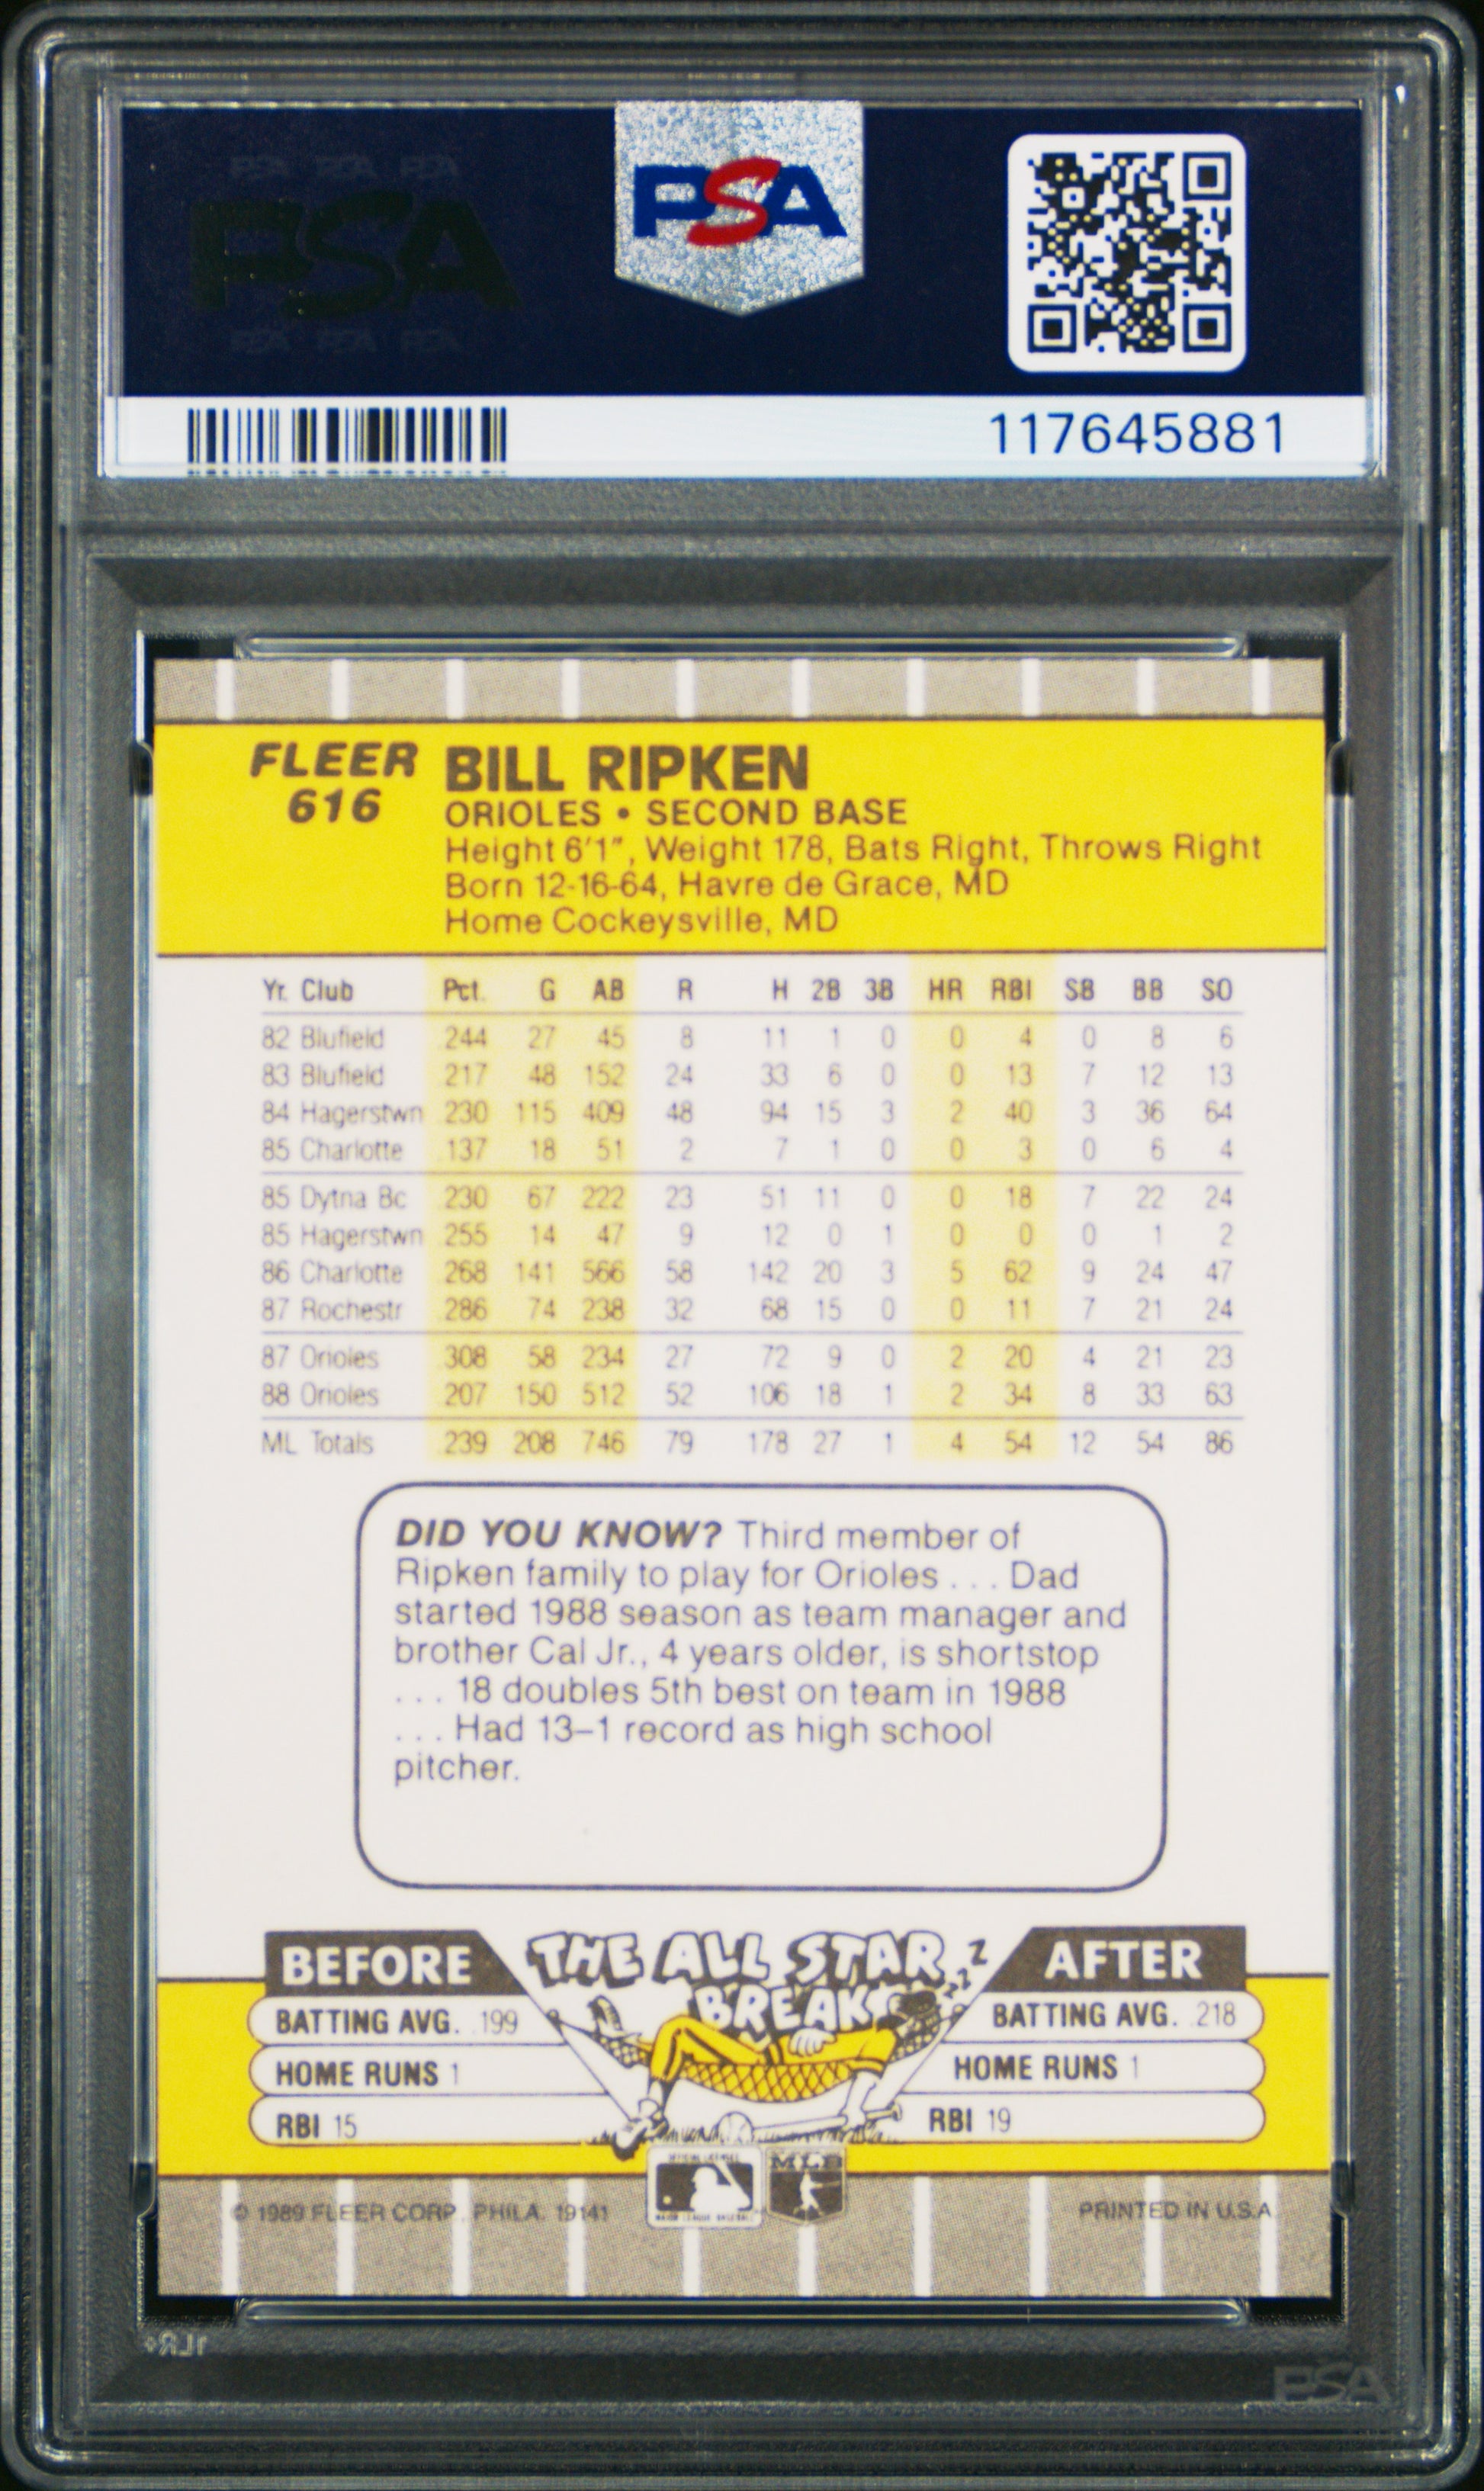 PSA PSA PSA
PSA
PSA PSA PSA
PSA
117645881
FLEER
616
BILL RIPKEN
ORIOLES • SECOND BASE
Height 6'1", Weight 178, Bats Right, Throws Right
Born 12-16-64, Havre de Grace, MD
Home Cockeysville, MD
Yr. Club Pct. G AB R H 2B 3B HR RBI SB BB SO
82 Blufield .244 27 45 8 11 1 0 0 4 0 8 6
83 Blufield .217 48 152 24 33 6 0 0 13 7 12 13
84 Hagerstwn .230 115 409 48 94 15 3 2 40 3 36 64
85 Charlotte .137 18 51 2 7 1 0 0 3 0 6 4
85 Dytna Bc .230 67 222 23 51 11 0 0 18 7 22 24
85 Hagerstwn .255 14 47 9 12 0 1 0 0 0 1 2
86 Charlotte .268 141 566 58 142 20 3 5 62 9 24 47
87 Rochestr .286 74 238 32 68 15 0 0 11 7 21 24
87 Orioles .308 58 234 27 72 9 0 2 20 4 21 23
88 Orioles .207 150 512 52 106 18 1 2 34 8 33 63
ML Totals .239 208 746 79 178 27 1 4 54 12 54 86
DID YOU KNOW? Third member of
Ripken family to play for Orioles . . . Dad
started 1988 season as team manager and
brother Cal Jr., 4 years older, is shortstop
. . . 18 doubles 5th best on team in 1988
. . . Had 13–1 record as high school
pitcher.
BEFORE
THE ALL STAR
BREAK
zzzz
AFTER
BATTING AVG. .199
HOME RUNS 1
RBI 15
BATTING AVG. .218
HOME RUNS 1
RBI 19
MLB
© 1989 FLEER CORP. PHILA. 19141
PRINTED IN U.S.A.
PSA